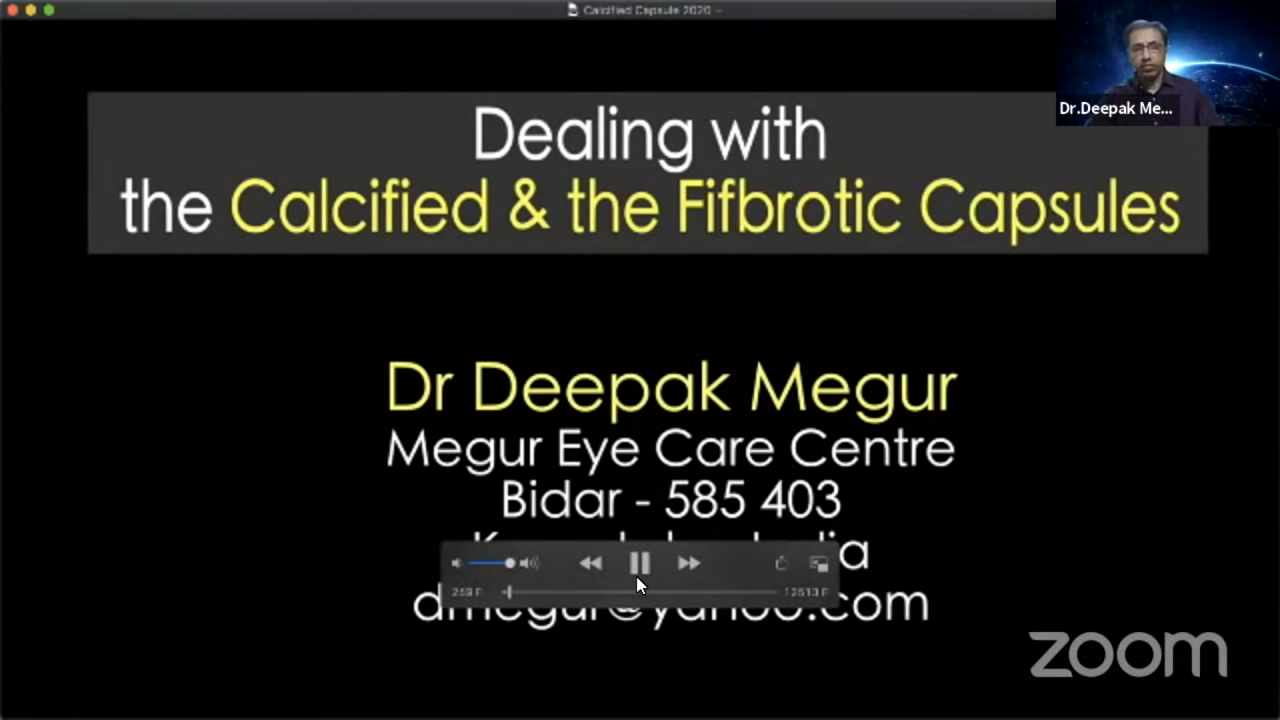 Calcified Capsule 2020
Dr.Deepak Me...
Dealing with
the Calcified & the Fifbrotic Capsules
Dr Deepak Megur
Megur Eye Care Centre
Bidar - 585 403
zoom